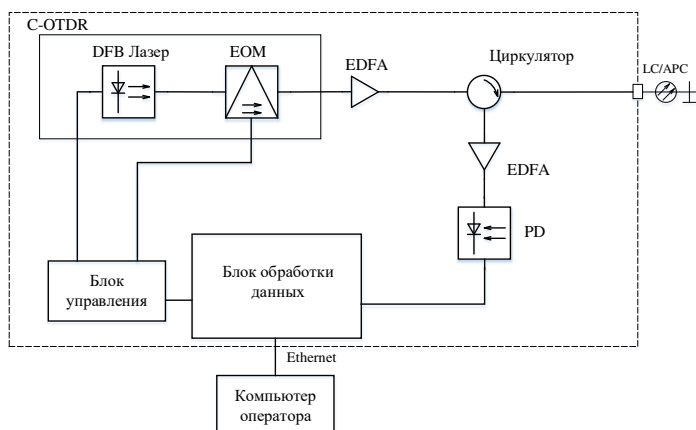 C-OTDR
DFB Лазер
EOM
EDFA
Циркулятор
LC/APC
EDFA
PD
Блок
управления
Блок обработки
данных
Ethernet
Компьютер
оператора